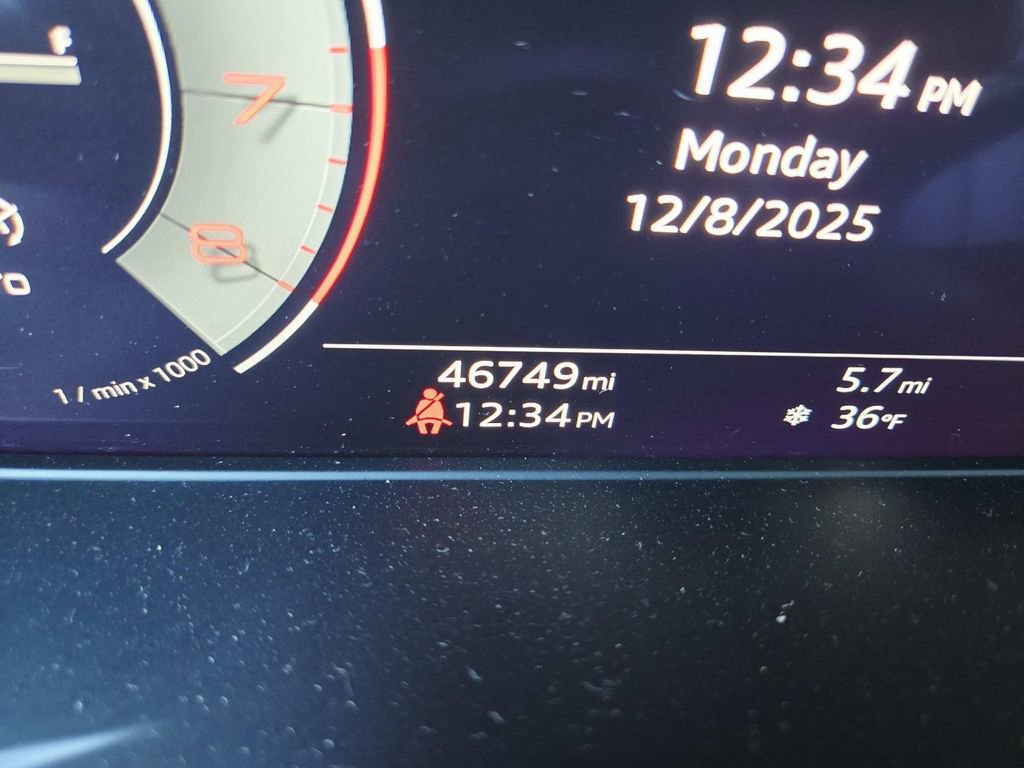 F
7
8
1 / min x 1000
12:34 PM
Monday
12/8/2025
46749 mi
12:34 PM
5.7 mi
36°F